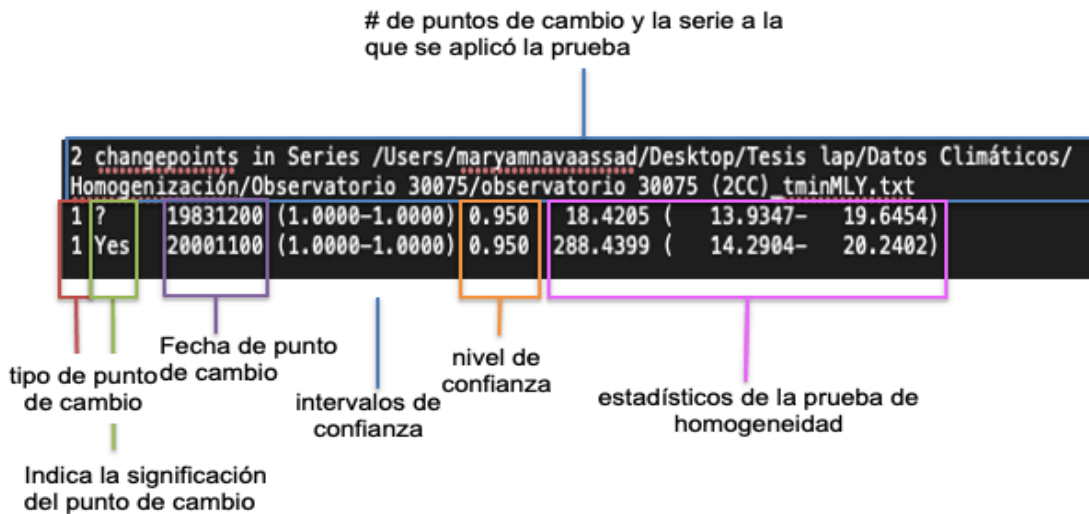 # de puntos de cambio y la serie a la
que se aplicó la prueba
2 changepoints in Series /Users/maryamnavaassad/Desktop/Tesis lap/Datos Climáticos/
Homogenización/Observatorio 30075/observatorio 30075 (2CC)_tminMLY.txt
1 ? 19831200 (1.0000-1.0000) 0.950 18.4205 ( 13.9347- 19.6454)
1 Yes 20001100 (1.0000-1.0000) 0.950 288.4399 ( 14.2904- 20.2402)
tipo de punto
de cambio
Fecha de punto
de cambio
intervalos de
confianza
nivel de
confianza
estadísticos de la prueba de
homogeneidad
Indica la significación
del punto de cambio